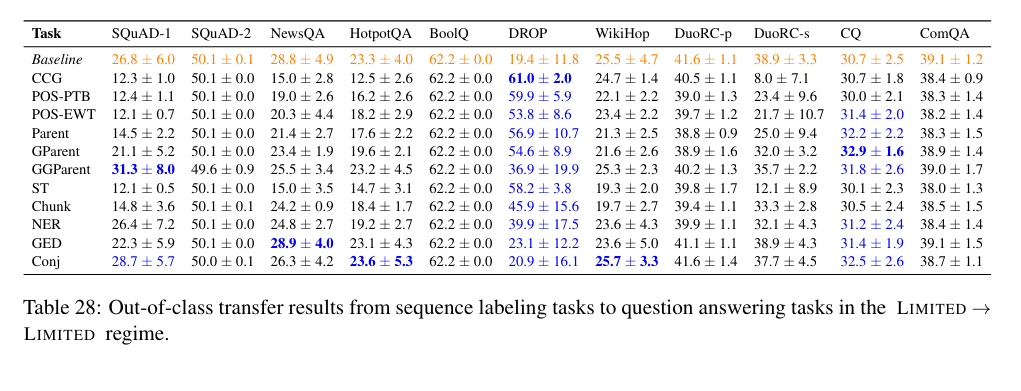 Task SQuAD-1 SQuAD-2 NewsQA HotpotQA BoolQ DROP WikiHop DuoRC-p DuoRC-s CQ ComQA
Baseline 26.8 ± 6.0 50.1 ± 0.1 28.8 ± 4.9 23.3 ± 4.0 62.2 ± 0.0 19.4 ± 11.8 25.5 ± 4.7 41.6 ± 1.1 38.9 ± 3.3 30.7 ± 2.5 39.1 ± 1.2
CCG 12.3 ± 1.0 50.1 ± 0.0 15.0 ± 2.8 12.5 ± 2.6 62.2 ± 0.0 61.0 ± 2.0 24.7 ± 1.4 40.5 ± 1.1 8.0 ± 7.1 30.7 ± 1.8 38.4 ± 0.9
POS-PTB 12.4 ± 1.1 50.1 ± 0.0 19.0 ± 2.6 16.2 ± 2.6 62.2 ± 0.0 59.9 ± 5.9 22.1 ± 2.2 39.0 ± 1.3 23.4 ± 9.6 30.0 ± 2.1 38.3 ± 1.4
POS-EWT 12.1 ± 0.7 50.1 ± 0.0 20.3 ± 4.4 18.2 ± 2.9 62.2 ± 0.0 53.8 ± 8.6 23.4 ± 2.2 39.7 ± 1.2 21.7 ± 10.7 31.4 ± 2.0 38.2 ± 1.4
Parent 14.5 ± 2.2 50.1 ± 0.0 21.4 ± 2.7 17.6 ± 2.2 62.2 ± 0.0 56.9 ± 10.7 21.3 ± 2.5 38.8 ± 0.9 25.0 ± 9.4 32.2 ± 2.2 38.3 ± 1.5
GParent 21.1 ± 5.2 50.1 ± 0.0 23.4 ± 1.9 19.6 ± 2.1 62.2 ± 0.0 54.6 ± 8.9 21.6 ± 2.6 38.9 ± 1.6 32.0 ± 3.2 32.9 ± 1.6 38.9 ± 1.4
GGParent 31.3 ± 8.0 49.6 ± 0.9 25.5 ± 3.4 23.2 ± 4.5 62.2 ± 0.0 36.9 ± 19.9 25.3 ± 2.3 40.2 ± 1.3 35.7 ± 2.2 31.8 ± 2.6 39.0 ± 1.7
ST 12.1 ± 0.5 50.1 ± 0.0 15.0 ± 3.5 14.7 ± 3.1 62.2 ± 0.0 58.2 ± 3.8 19.3 ± 2.0 39.8 ± 1.7 12.1 ± 8.9 30.1 ± 2.3 38.0 ± 1.3
Chunk 14.8 ± 3.6 50.1 ± 0.1 24.2 ± 0.9 18.4 ± 1.7 62.2 ± 0.0 45.9 ± 15.6 19.7 ± 2.7 39.4 ± 1.1 33.3 ± 2.8 30.5 ± 2.4 38.5 ± 1.5
NER 26.4 ± 7.2 50.1 ± 0.0 24.8 ± 2.7 19.2 ± 2.7 62.2 ± 0.0 39.9 ± 17.5 23.6 ± 4.3 39.9 ± 1.1 32.1 ± 4.3 31.2 ± 2.4 38.4 ± 1.4
GED 22.3 ± 5.9 50.1 ± 0.0 28.9 ± 4.0 23.1 ± 4.3 62.2 ± 0.0 23.1 ± 12.2 23.6 ± 5.0 41.1 ± 1.1 38.9 ± 4.3 31.4 ± 1.9 39.1 ± 1.5
Conj 28.7 ± 5.7 50.0 ± 0.1 26.3 ± 4.2 23.6 ± 5.3 62.2 ± 0.0 20.9 ± 16.1 25.7 ± 3.3 41.6 ± 1.4 37.7 ± 4.5 32.5 ± 2.6 38.7 ± 1.1
Table 28: Out-of-class transfer results from sequence labeling tasks to question answering tasks in the LIMITED →
LIMITED regime.